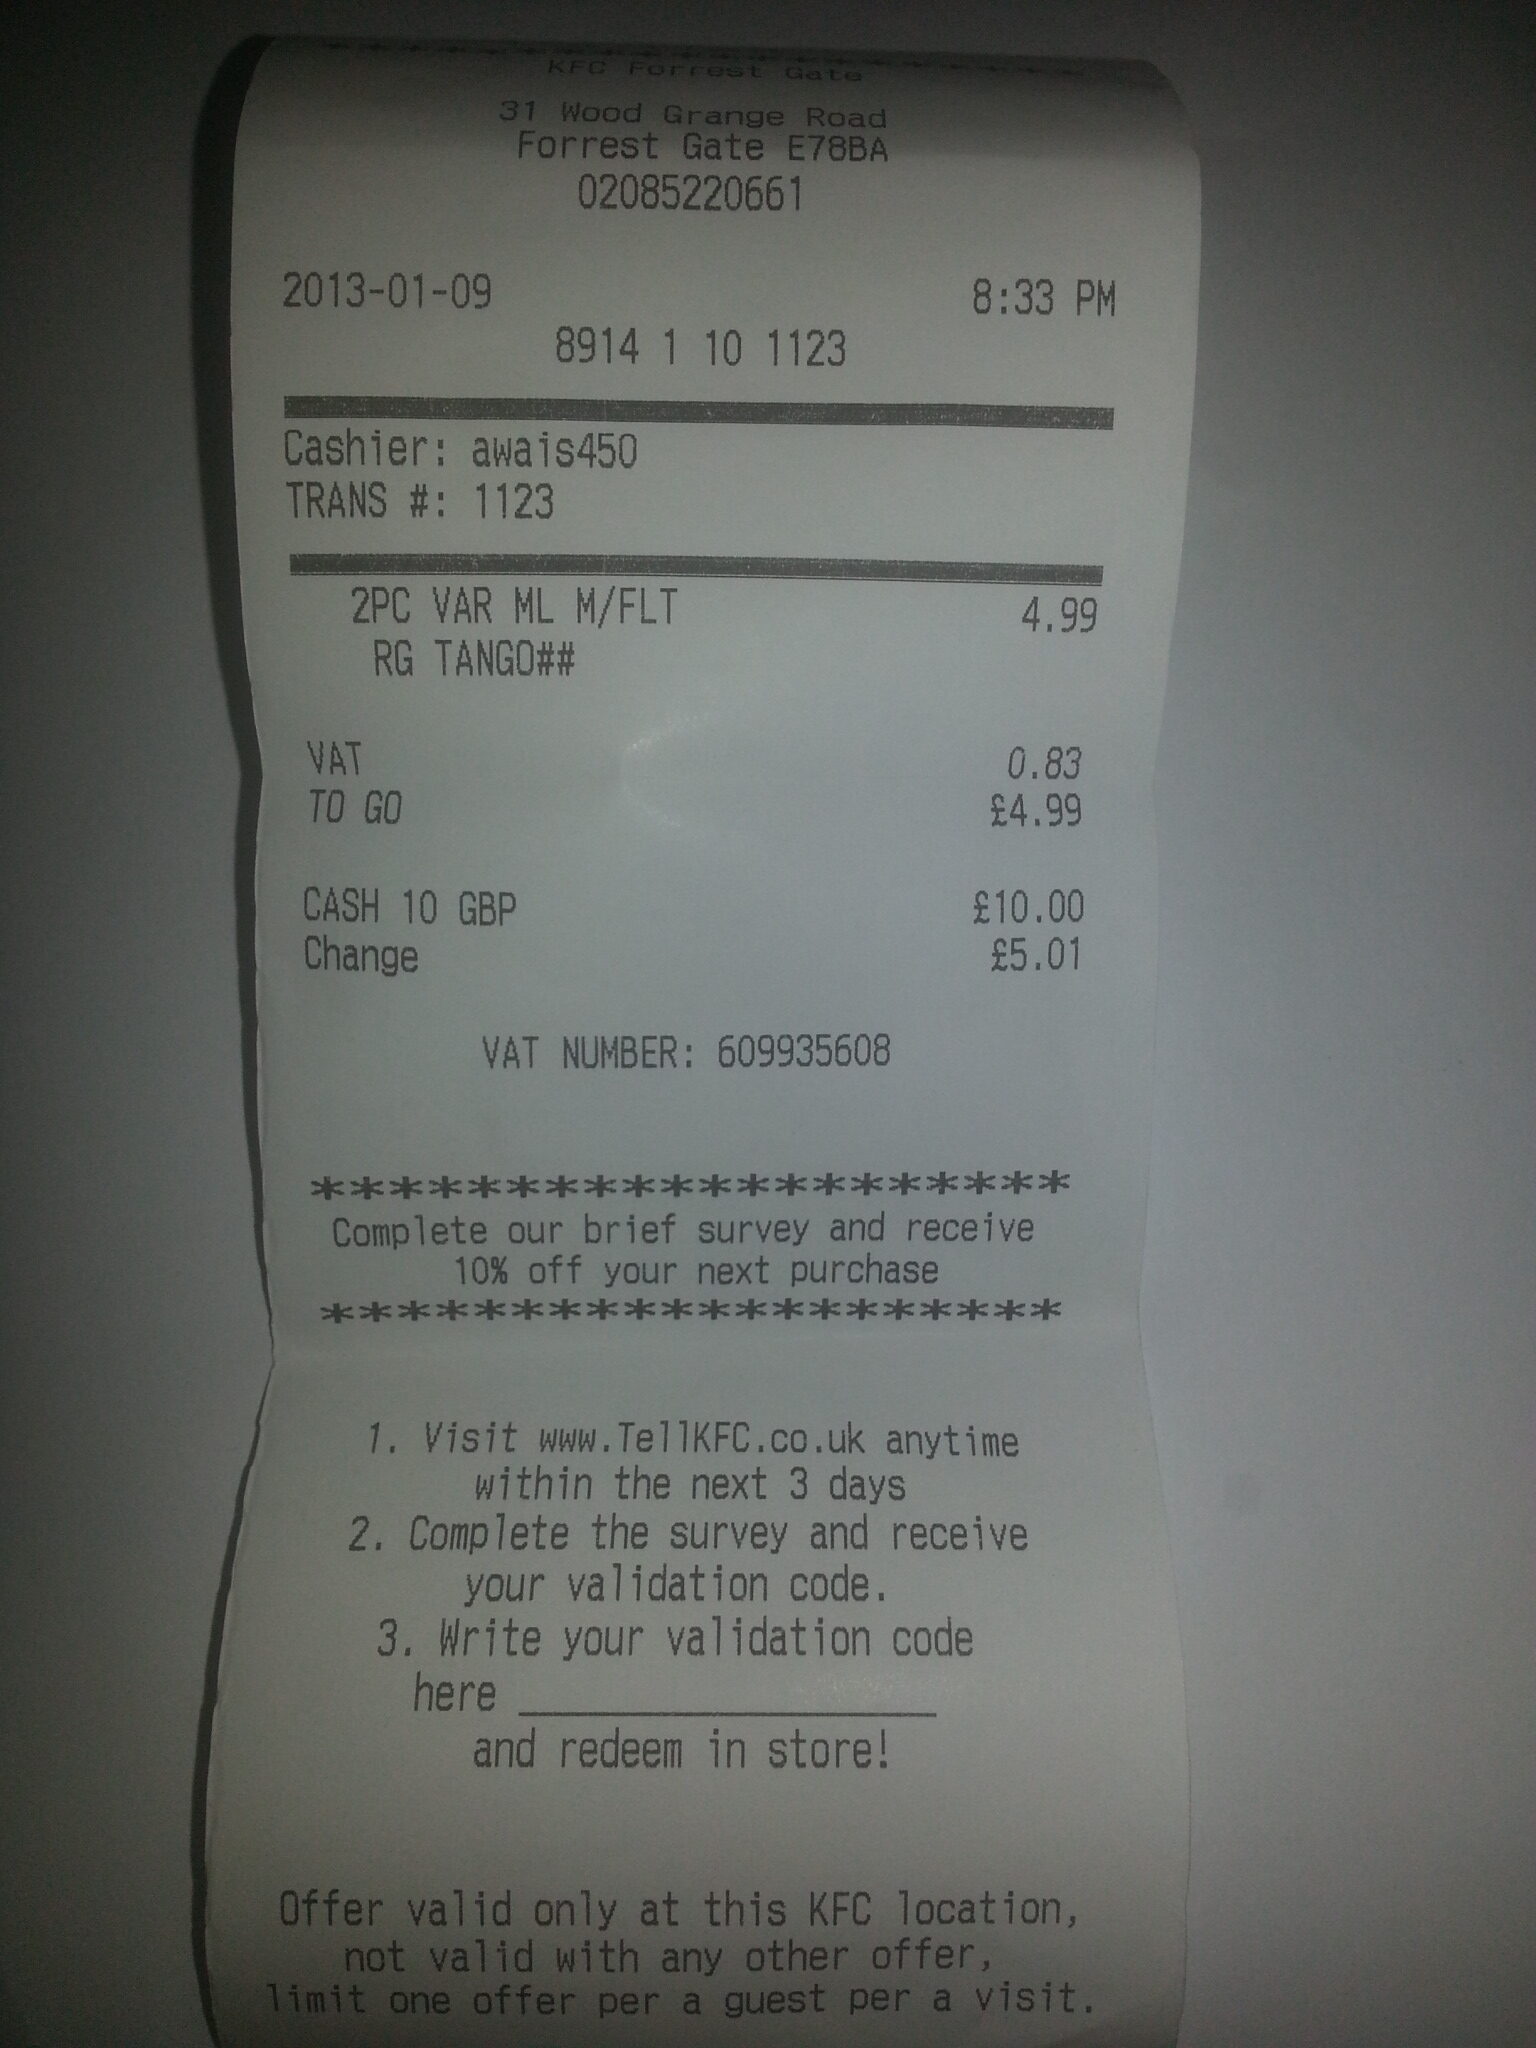 *********************
KFC Forrest Gate
31 Wood Grange Road
Forrest Gate E78BA
02085220661
2013-01-09 8:33 PM
8914 1 10 1123
Cashier: awais450
TRANS #: 1123
2PC VAR ML M/FLT 4.99
RG TANGO##
VAT 0.83
TO GO £4.99
CASH 10 GBP £10.00
Change £5.01
VAT NUMBER: 609935608
********************
Complete our brief survey and receive
10% off your next purchase
********************
1. Visit www.TellKFC.co.uk anytime
within the next 3 days
2. Complete the survey and receive
your validation code.
3. Write your validation code
here ____________________
and redeem in store!
Offer valid only at this KFC location,
not valid with any other offer,
limit one offer per a guest per a visit.